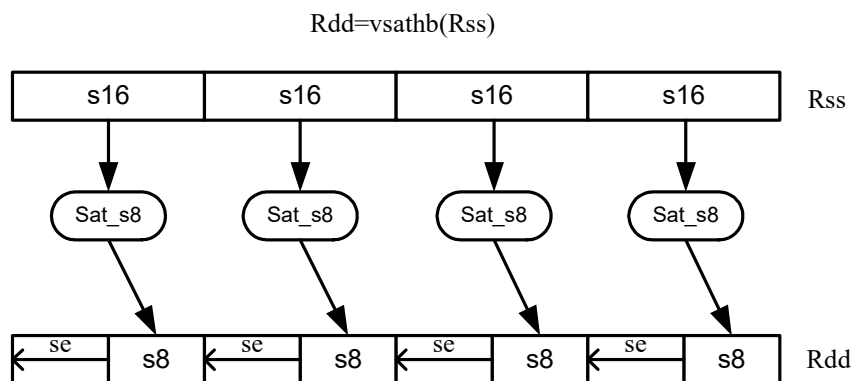 Rdd=vsathb(Rss)
s16 s16 s16 s16 Rss
Sat_s8 Sat_s8 Sat_s8 Sat_s8
se s8 se s8 se s8 se s8 Rdd